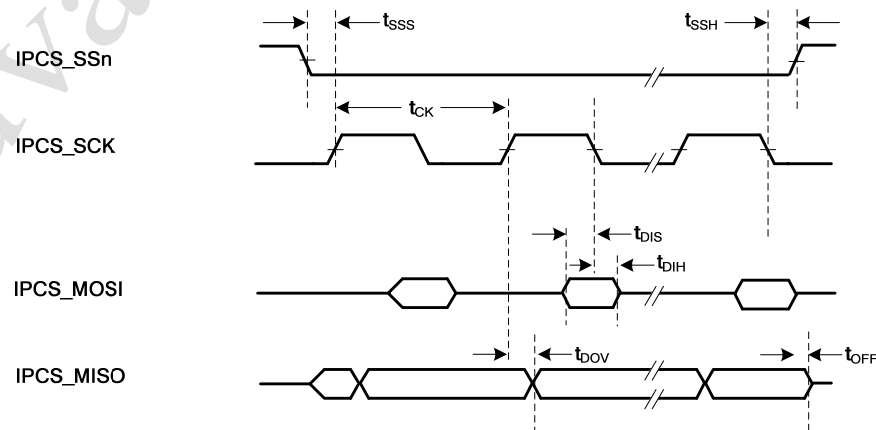 tSSS
tSSH
IPCS_SSn
tCK
IPCS_SCK
tDIS
tDIH
IPCS_MOSI
tDOV
tOFF
IPCS_MISO